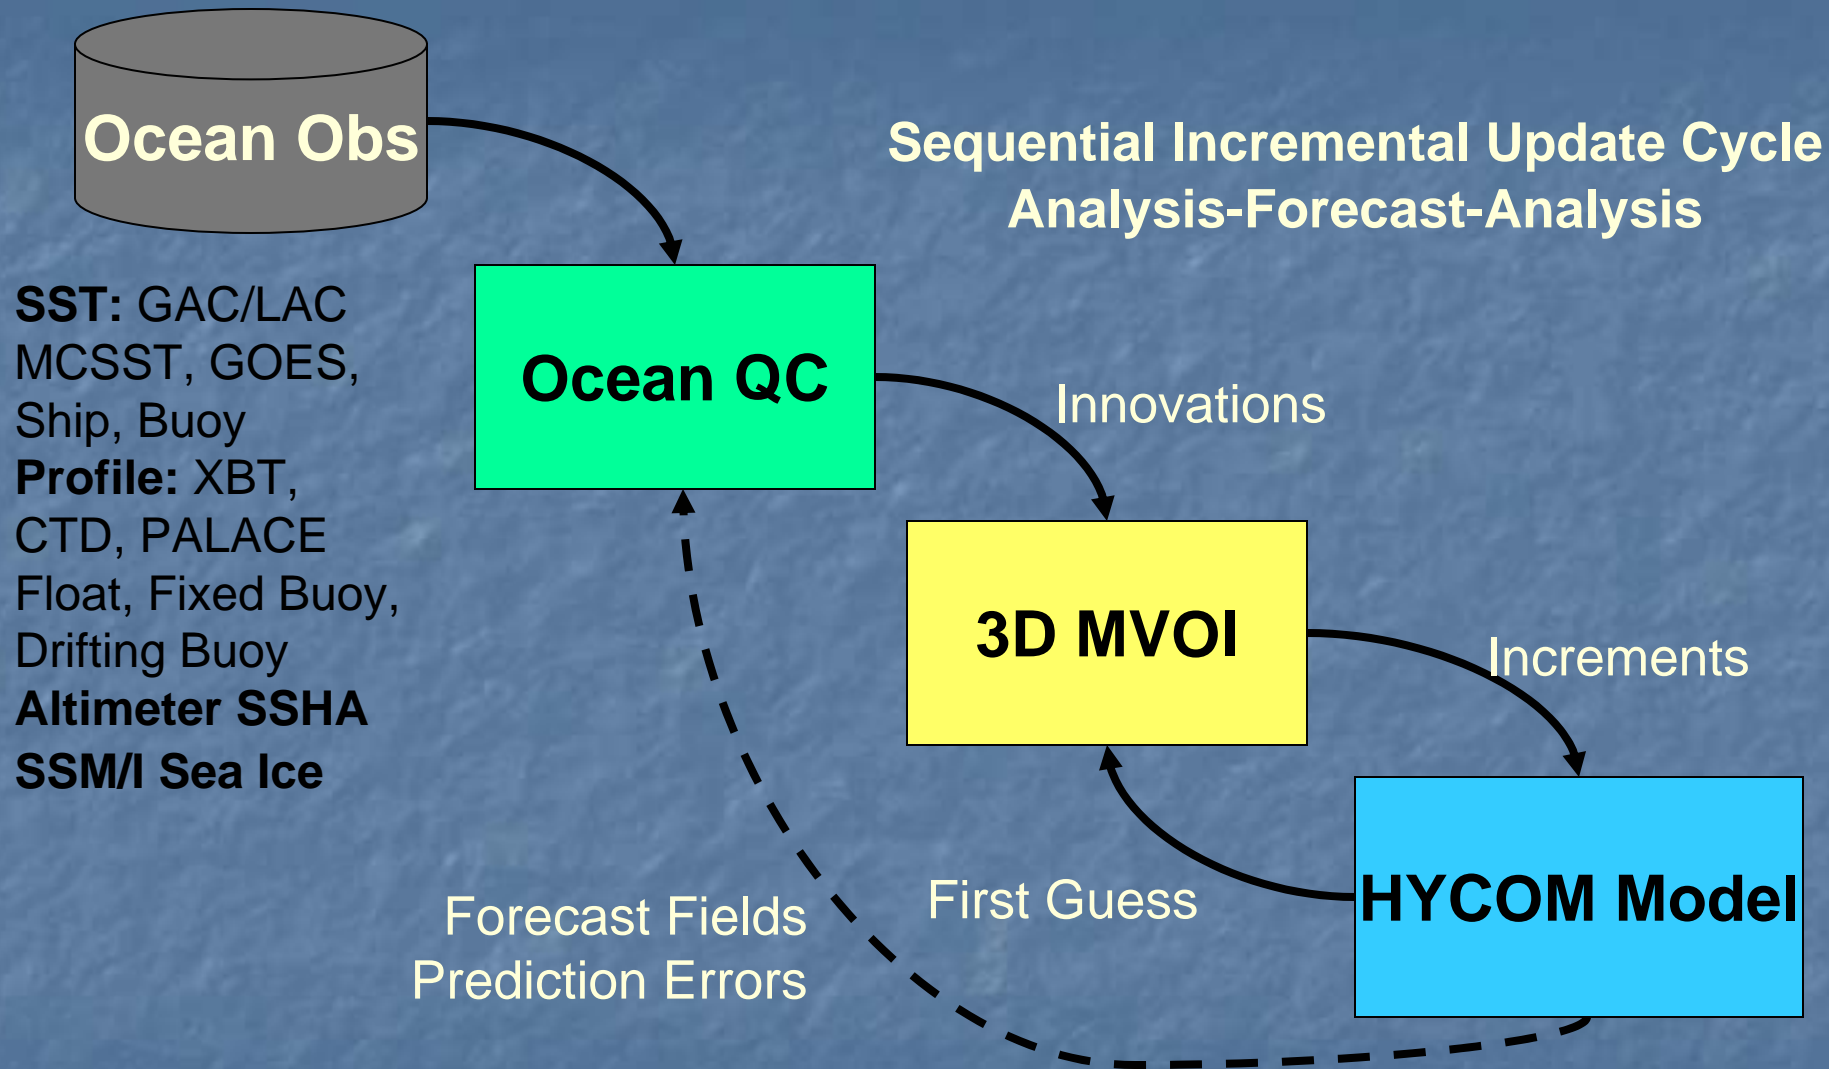 Ocean Obs
Sequential Incremental Update Cycle
Analysis-Forecast-Analysis
SST: GAC/LAC
MCSST, GOES,
Ship, Buoy
Profile: XBT,
CTD, PALACE
Float, Fixed Buoy,
Drifting Buoy
Altimeter SSHA
SSM/I Sea Ice
Ocean QC
Innovations
3D MVOI
Increments
HYCOM Model
First Guess
Forecast Fields
Prediction Errors